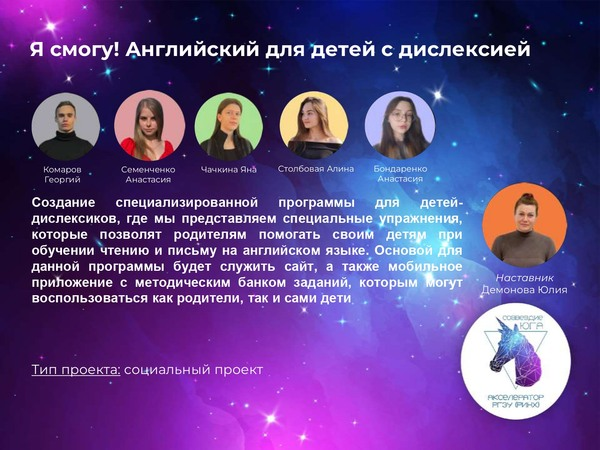 Я смогу! Английский для детей с дислексией
Комаров
Георгий
Семенченко
Анастасия
Чачкина Яна
Столбовая Алина
Бондаренко
Анастасия
Создание специализированной программы для детей-
дислексиков, где мы представляем специальные упражнения,
которые позволят родителям помогать своим детям при
обучении чтению и письму на английском языке. Основой для
данной программы будет служить сайт, а также мобильное
приложение с методическим банком заданий, которым могут
воспользоваться как родители, так и сами дети.
Наставник
Демонова Юлия
СОЗВЕЗДИЕ
ЮГА
АКСЕЛЕРАТОР
РГЭУ (РИНХ)
Тип проекта: социальный проект